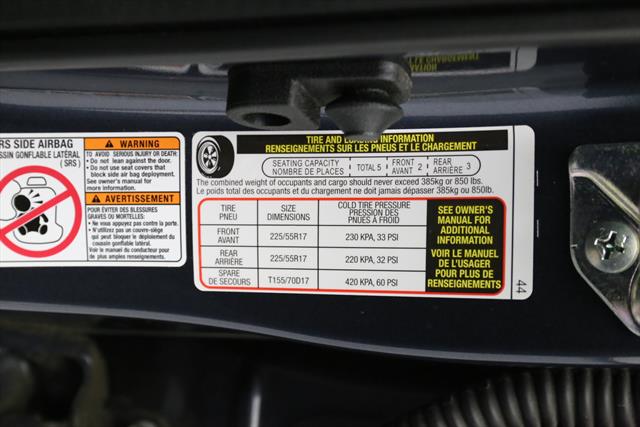 WARNING
RS SIDE AIRBAG
SSIN GONFLABLE LATÉRAL
(SRS)
TO AVOID SERIOUS INJURY OR DEATH:
• Do not lean against the door.
• Do not use seat covers that
block side air bag deployment.
See owner's manual for
more information.
AVERTISSEMENT
POUR ÉVITER DES BLESSURES
GRAVES OU MORTELLES:
• Ne vous appuyez pas contre la porte.
• N'utilisez pas un couvre-siège
qui peut bloquer le déploiement du
coussin gonflable latéral.
Voir le manuel du conducteur pour
de plus amples renseignements.
TIRE AND LOADING INFORMATION
RENSEIGNEMENTS SUR LES PNEUS ET LE CHARGEMENT
SEATING CAPACITY
NOMBRE DE PLACES
TOTAL 5
FRONT
AVANT 2
REAR
ARRIÈRE 3
The combined weight of occupants and cargo should never exceed 385kg or 850 lbs.
Le poids total des occupants et du chargement ne doit jamais dépasser 385kg ou 850lb.
TIRE
PNEU
SIZE
DIMENSIONS
COLD TIRE PRESSURE
PRESSION DES
PNUES A FROID
FRONT
AVANT
225/55R17
230 KPA, 33 PSI
REAR
ARRIÈRE
225/55R17
220 KPA, 32 PSI
SPARE
DE SECOURS
T155/70D17
420 KPA, 60 PSI
SEE OWNER'S
MANUAL FOR
ADDITIONAL
INFORMATION
VOIR LE MANUEL
DE L'USAGER
POUR PLUS DE
RENSEIGNEMENTS
44